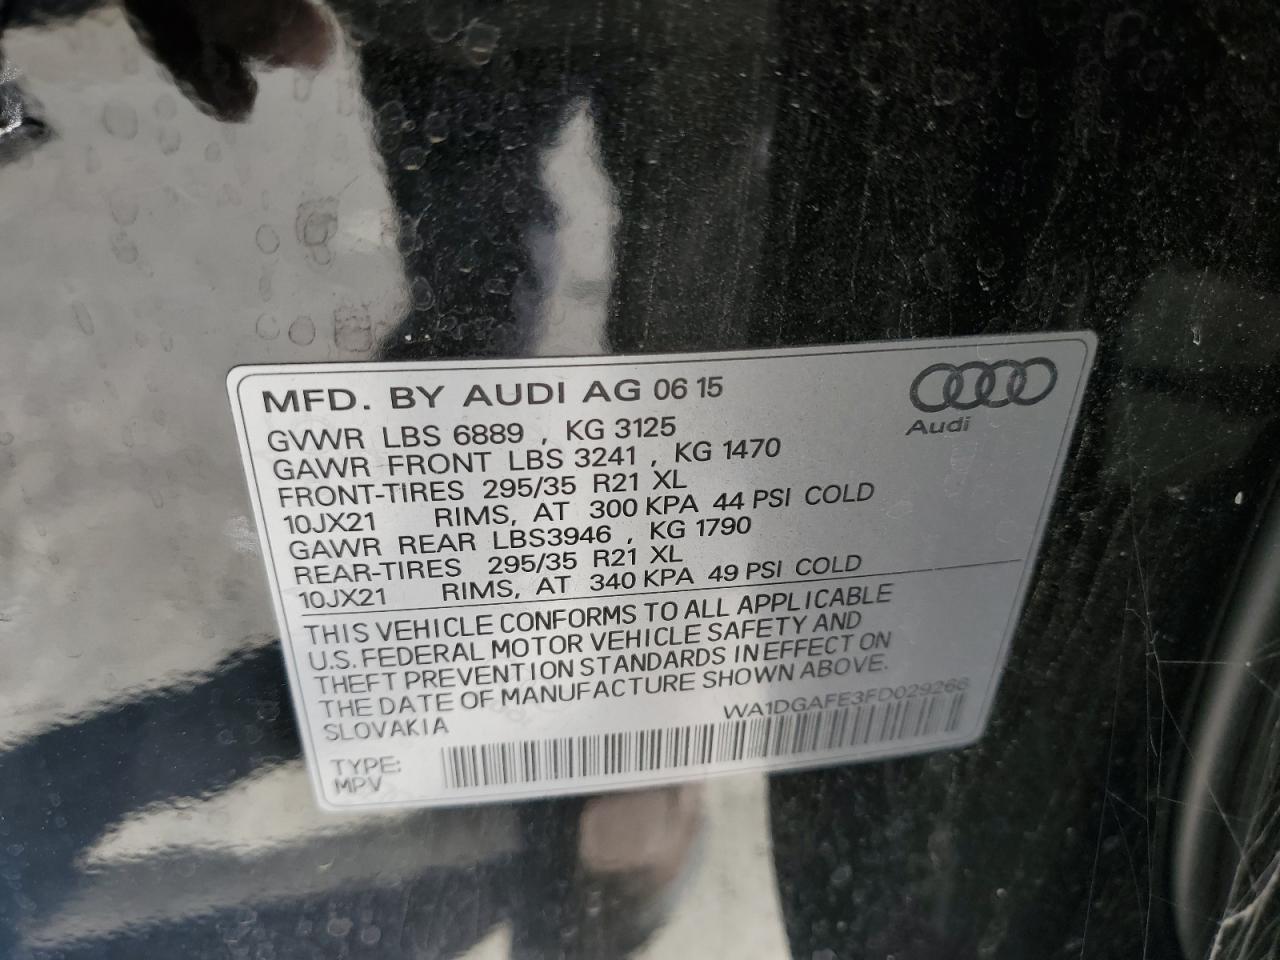 MFD. BY AUDI AG 06 15
Audi
GVWR LBS 6889 , KG 3125
GAWR FRONT LBS 3241 , KG 1470
FRONT-TIRES 295/35 R21 XL
10JX21 RIMS, AT 300 KPA 44 PSI COLD
GAWR REAR LBS3946 , KG 1790
REAR-TIRES 295/35 R21 XL
10JX21 RIMS, AT 340 KPA 49 PSI COLD
THIS VEHICLE CONFORMS TO ALL APPLICABLE
U.S. FEDERAL MOTOR VEHICLE SAFETY AND
THEFT PREVENTION STANDARDS IN EFFECT ON
THE DATE OF MANUFACTURE SHOWN ABOVE.
SLOVAKIA
WA1DGAFE3FD029266
TYPE:
MPV